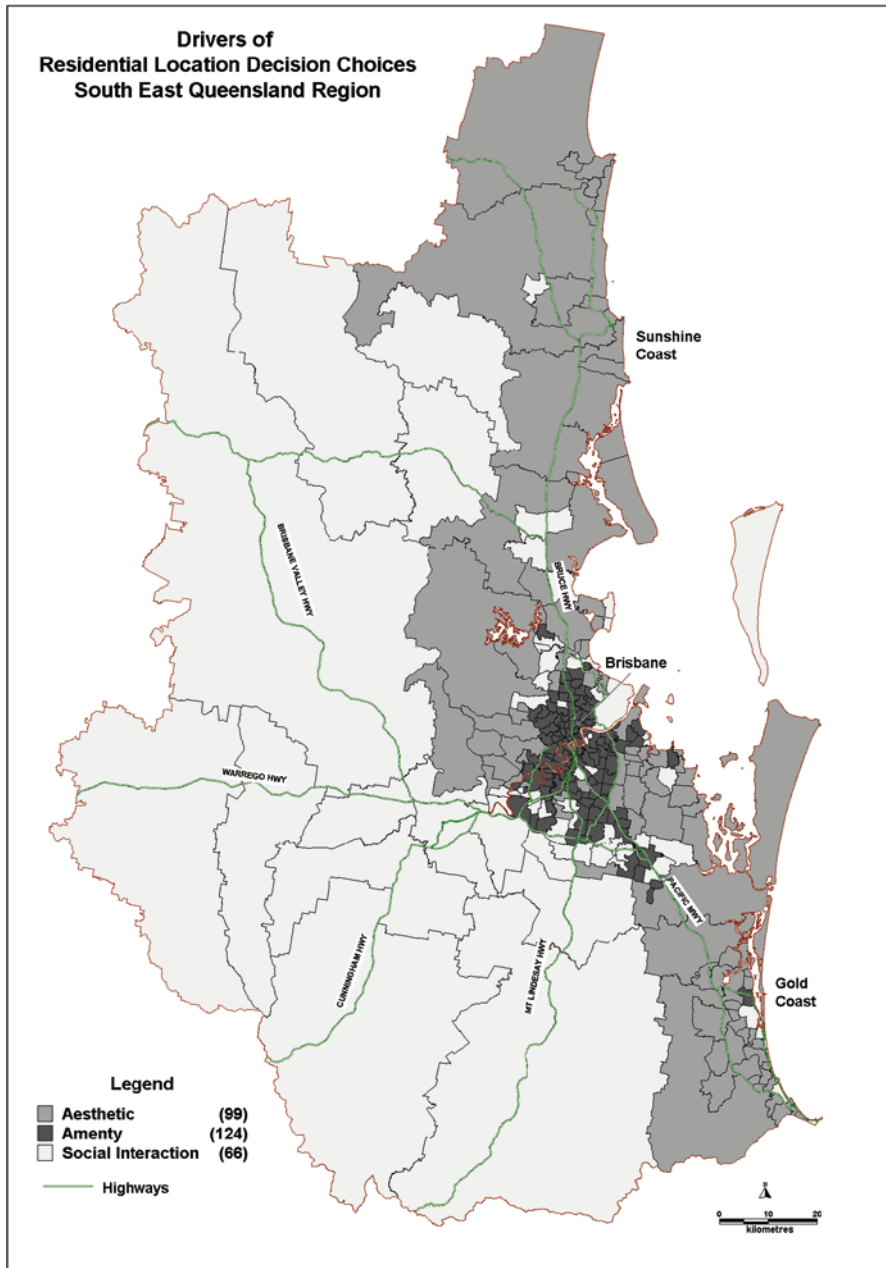 Drivers of
Residential Location Decision Choices
South East Queensland Region
Sunshine
Coast
BRISBANE VALLEY HWY
BRUCE HWY
Brisbane
WARREGO HWY
PACIFIC MWY
CUNNINGHAM HWY
MT LINDESAY HWY
Gold
Coast
Legend
Aesthetic (99)
Amenty (124)
Social Interaction (66)
Highways
N
0 10 20
kilometres